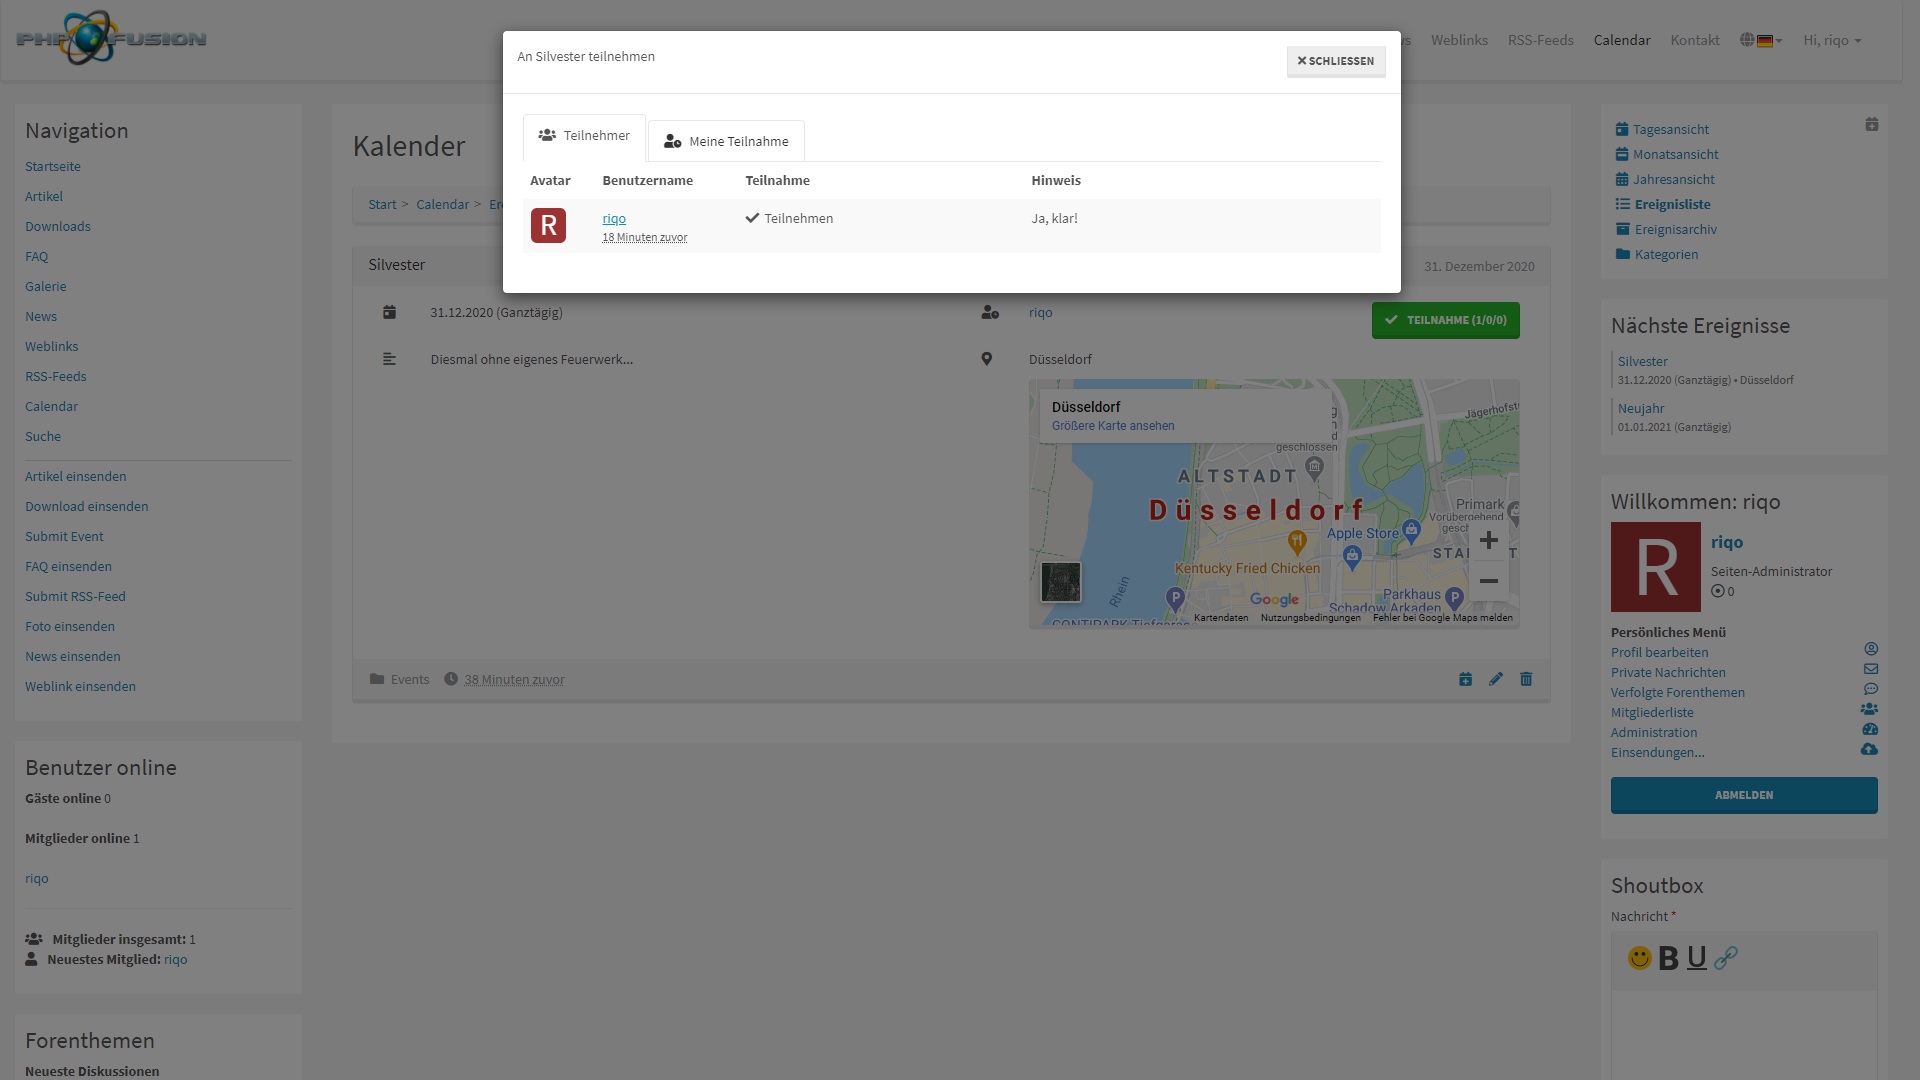 PHP FUSION
Weblinks
RSS-Feeds
Calendar
Kontakt
Hi, riqo
An Silvester teilnehmen
SCHLIESSEN
Teilnehmer
Meine Teilnahme
Avatar Benutzername Teilnahme Hinweis
R riqo Teilnehmen Ja, klar!
18 Minuten zuvor
Navigation
Startseite
Artikel
Downloads
FAQ
Galerie
News
Weblinks
RSS-Feeds
Calendar
Suche
Artikel einsenden
Download einsenden
Submit Event
FAQ einsenden
Submit RSS-Feed
Foto einsenden
News einsenden
Weblink einsenden
Benutzer online
Gäste online 0
Mitglieder online 1
riqo
Mitglieder insgesamt: 1
Neuestes Mitglied: riqo
Forenthemen
Neueste Diskussionen
Kalender
Start > Calendar >
Silvester
31. Dezember 2020
31.12.2020 (Ganztägig)
riqo
TEILNAHME (1/0/0)
Diesmal ohne eigenes Feuerwerk...
Düsseldorf
Düsseldorf
Größere Karte ansehen
geschlossen
Jägerhofst
ALTSTADT
Düsseldorf
Primark
Vorübergehend
Apple Store
Kentucky Fried Chicken
Rhein
Parkhaus
Schadow Arkaden
CONTIPARK
Google
Kartendaten
Nutzungsbedingungen
Fehler bei Google Maps melden
Events
38 Minuten zuvor
Tagesansicht
Monatsansicht
Jahresansicht
Ereignisliste
Ereignisarchiv
Kategorien
Nächste Ereignisse
Silvester
31.12.2020 (Ganztägig) • Düsseldorf
Neujahr
01.01.2021 (Ganztägig)
Willkommen: riqo
R
riqo
Seiten-Administrator
0
Persönliches Menü
Profil bearbeiten
Private Nachrichten
Verfolgte Forenthemen
Mitgliederliste
Administration
Einsendungen...
ABMELDEN
Shoutbox
Nachricht *
B U